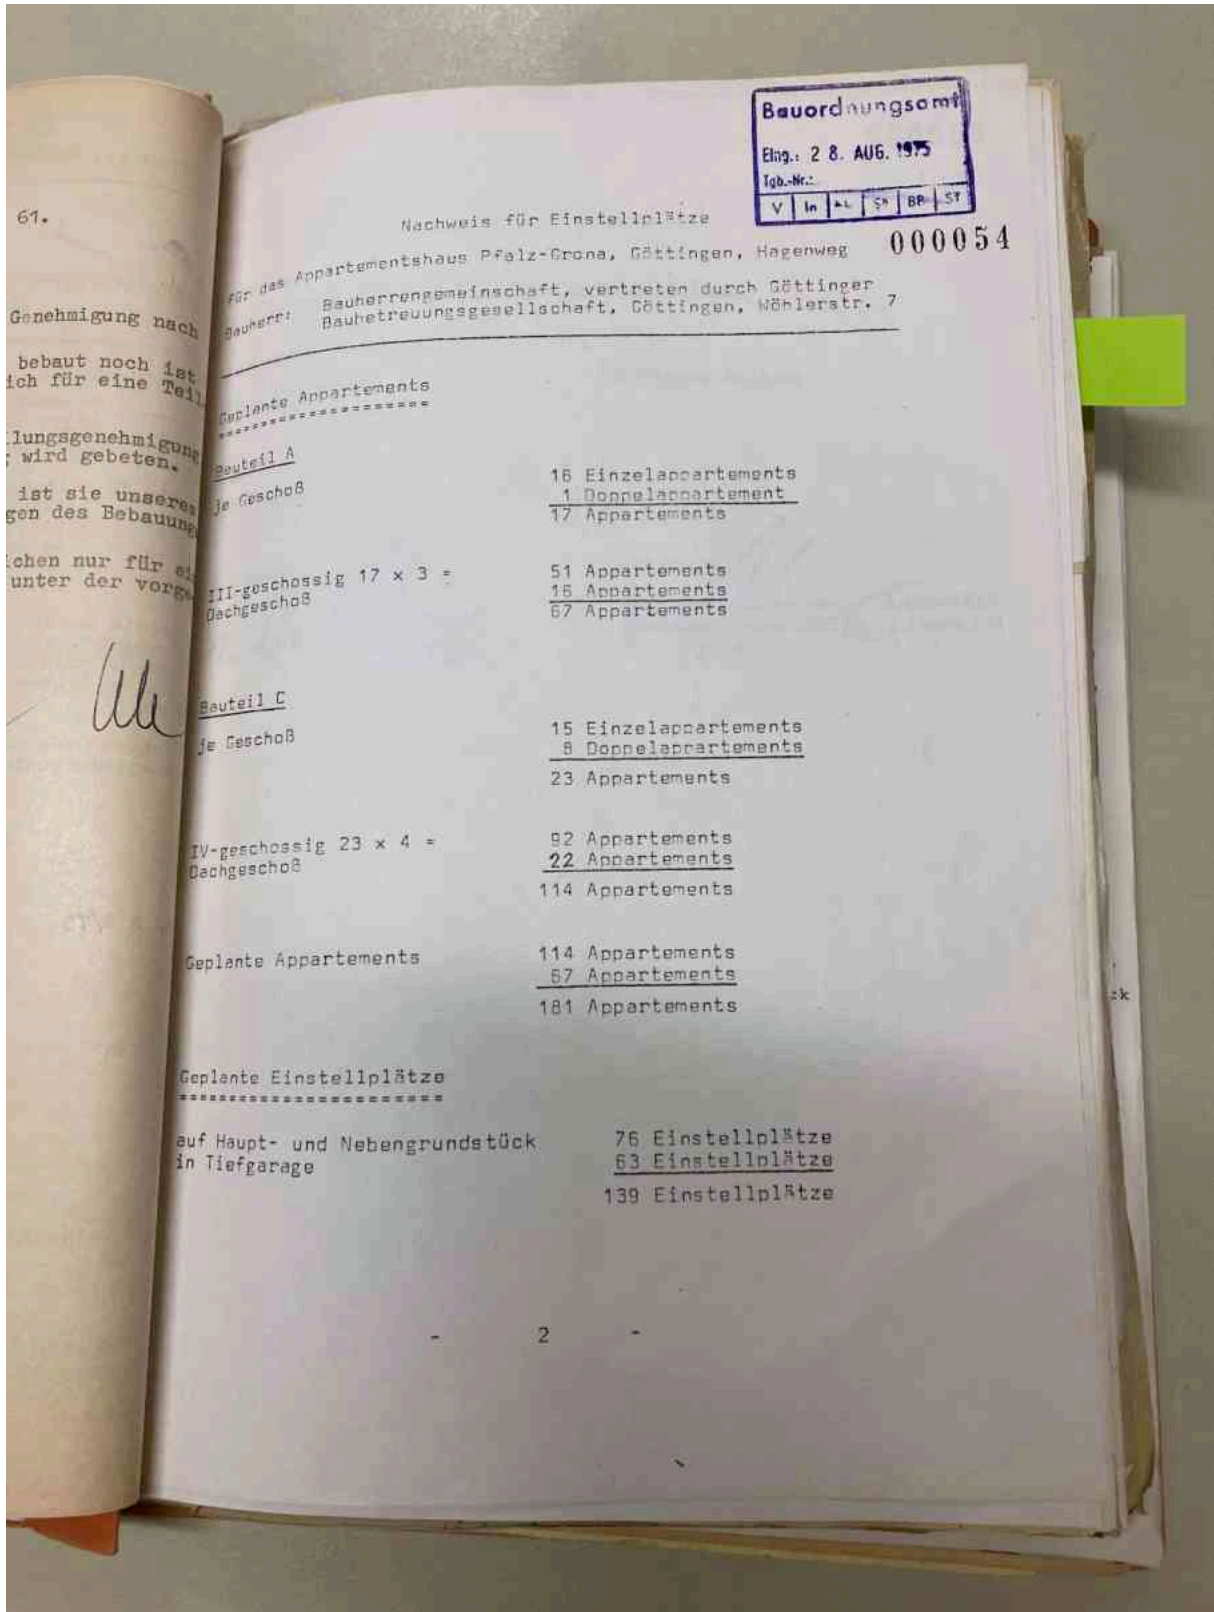 61.
Genehmigung nach
bebaut noch ist
ich für eine Teil
lungsgenehmigung
wird gebeten.
ist sie unseres
gen des Bebauungs
chen nur für
unter der vorge
Bauordnungsamt
Eing.: 28. AUG. 1975
Tgb.-Nr.:
V In BP ST
000054
Nachweis für Einstellplätze
für das Appartementshaus Pfalz-Grona, Göttingen, Hagenweg
Bauherr: Bauherrengemeinschaft, vertreten durch Göttinger
Baubetreuungsgesellschaft, Göttingen, Wöhlerstr. 7
Geplante Appartements
=====================
Bauteil A
je Geschoß 16 Einzelappartements
1 Doppelappartement
17 Appartements
III-geschossig 17 x 3 = 51 Appartements
Dachgeschoß 16 Appartements
67 Appartements
Bauteil C
je Geschoß 15 Einzelappartements
8 Doppelappartements
23 Appartements
IV-geschossig 23 x 4 = 92 Appartements
Dachgeschoß 22 Appartements
114 Appartements
Geplante Appartements 114 Appartements
67 Appartements
181 Appartements
Geplante Einstellplätze
=======================
auf Haupt- und Nebengrundstück 76 Einstellplätze
in Tiefgarage 63 Einstellplätze
139 Einstellplätze
- 2 -